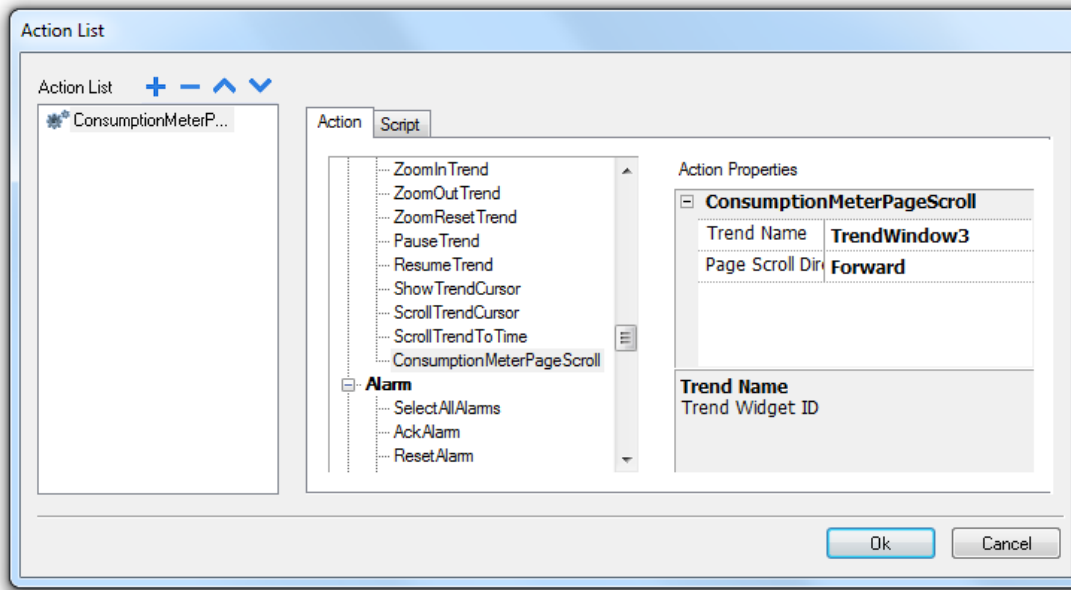 Action List
Action List
ConsumptionMeterP...
Action
Script
ZoomInTrend
ZoomOutTrend
ZoomResetTrend
PauseTrend
ResumeTrend
ShowTrendCursor
ScrollTrendCursor
ScrollTrendToTime
ConsumptionMeterPageScroll
Alarm
SelectAllAlarms
AckAlarm
ResetAlarm
Action Properties
ConsumptionMeterPageScroll
Trend Name TrendWindow3
Page Scroll Dir Forward
Trend Name
Trend Widget ID
Ok
Cancel